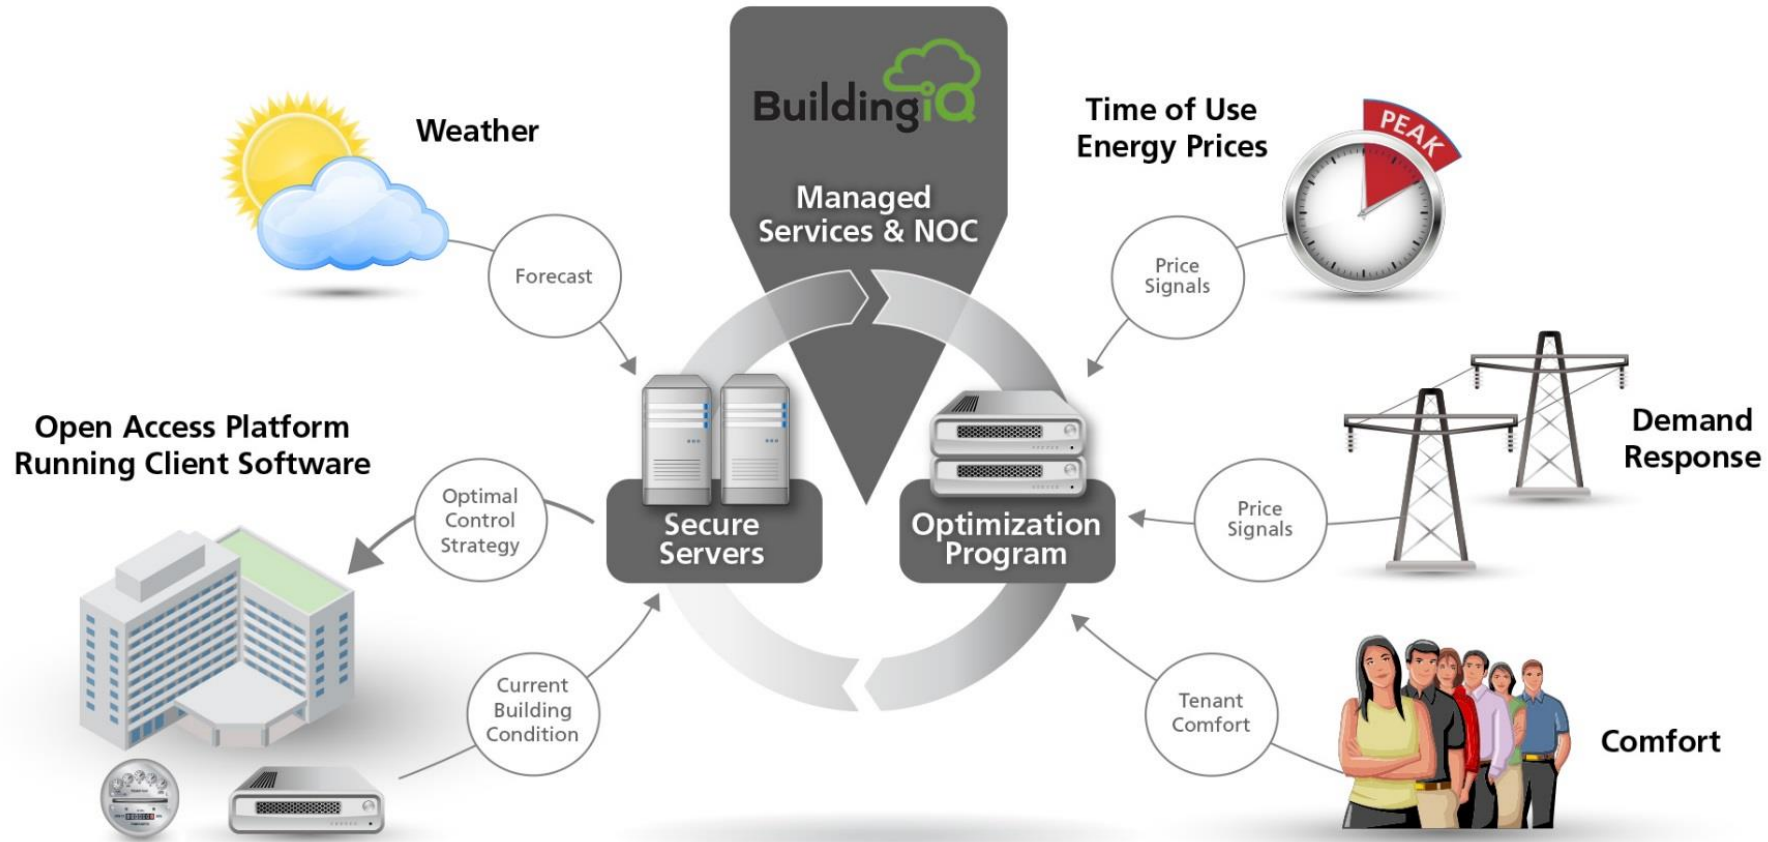 BuildingiQ
Managed
Services & NOC
Weather
Forecast
Time of Use
Energy Prices
PEAK
Price
Signals
Open Access Platform
Running Client Software
Optimal
Control
Strategy
Secure
Servers
Optimization
Program
Price
Signals
Demand
Response
Current
Building
Condition
Tenant
Comfort
Comfort